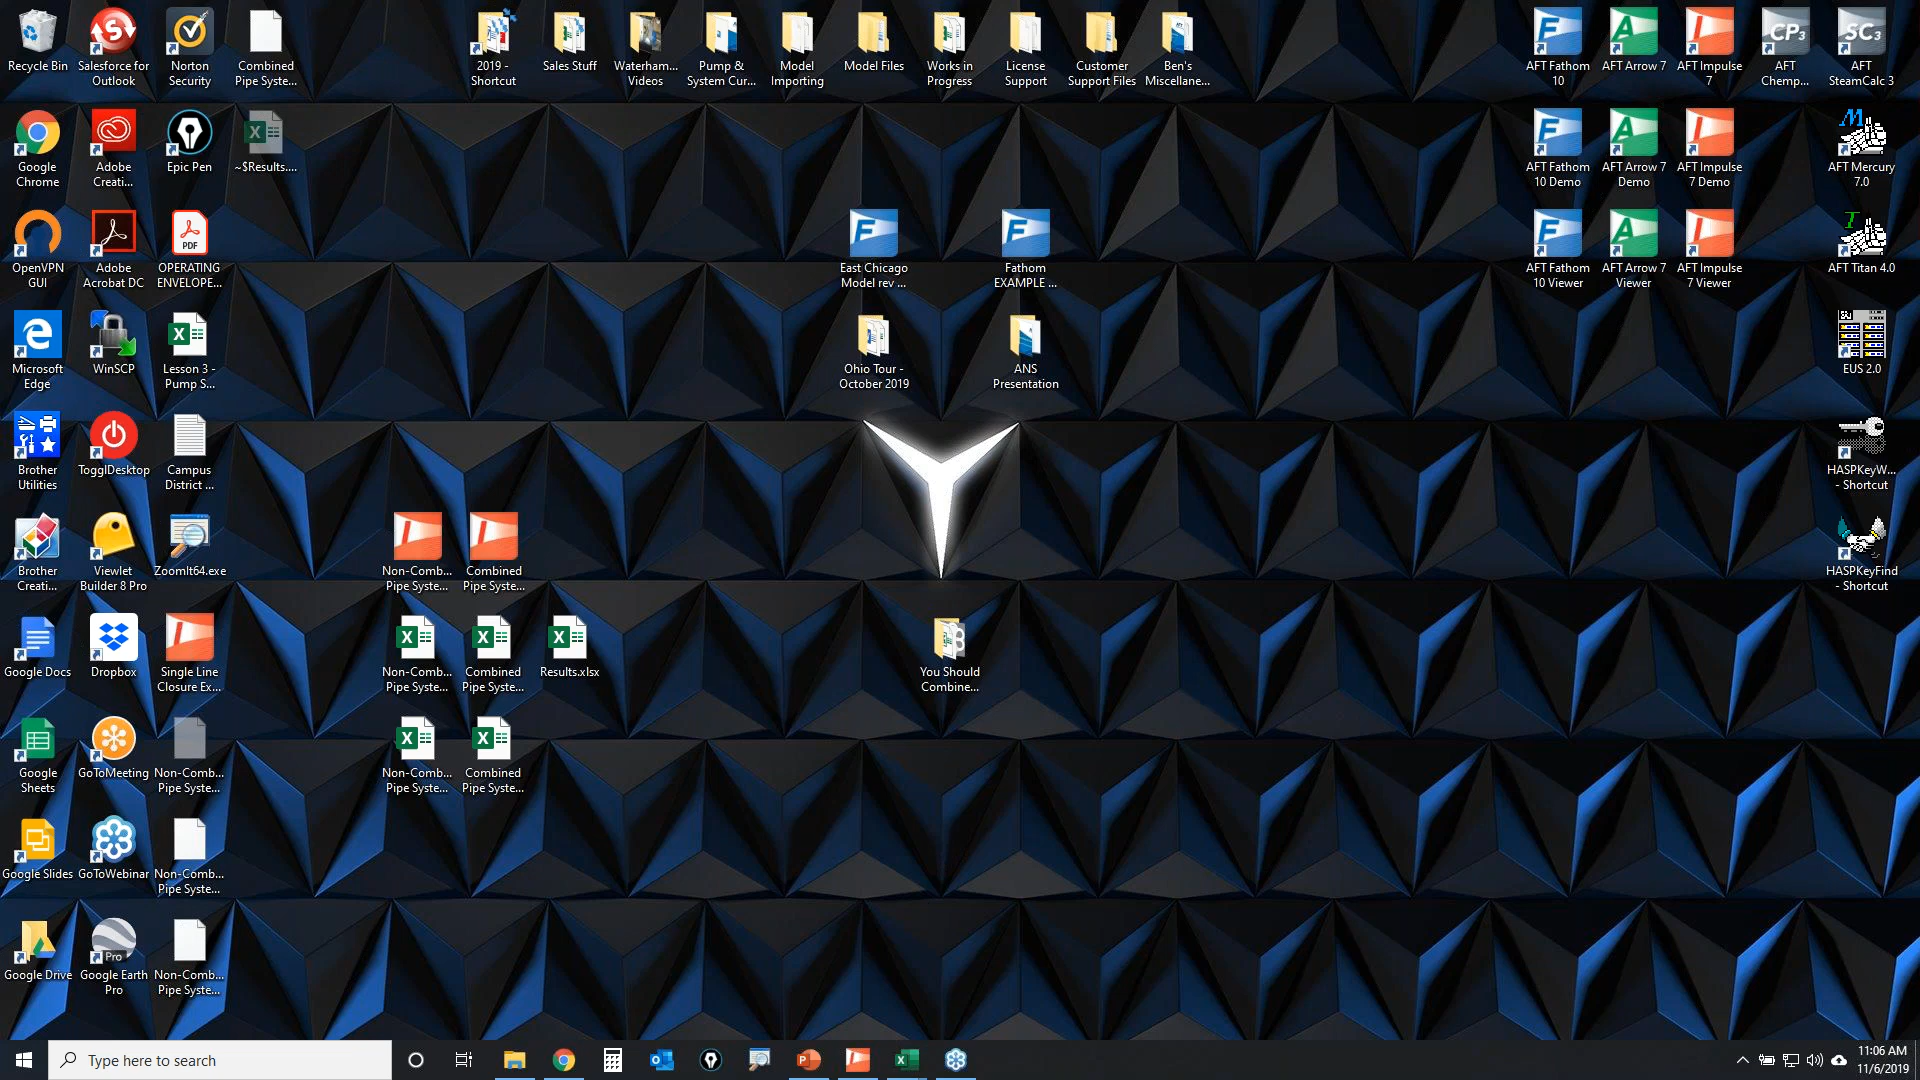 Recycle Bin
Salesforce for
Outlook
Norton
Security
Combined
Pipe Syste...
2019 -
Shortcut
Sales Stuff
Waterham...
Videos
Pump &
System Cur...
Model
Importing
Model Files
Works in
Progress
License
Support
Customer
Support Files
Ben's
Miscellane...
AFT Fathom
10
AFT Arrow 7
AFT Impulse
7
AFT
Chemp...
AFT
SteamCalc 3
Google
Chrome
Adobe
Creati...
Epic Pen
~$Results....
AFT Fathom
10 Demo
AFT Arrow 7
Demo
AFT Impulse
7 Demo
AFT Mercury
7.0
OpenVPN
GUI
Adobe
Acrobat DC
PDF
OPERATING
ENVELOPE...
East Chicago
Model rev ...
Fathom
EXAMPLE ...
AFT Fathom
10 Viewer
AFT Arrow 7
Viewer
AFT Impulse
7 Viewer
AFT Titan 4.0
Microsoft
Edge
WinSCP
Lesson 3 -
Pump S...
Ohio Tour -
October 2019
ANS
Presentation
EUS 2.0
Brother
Utilities
TogglDesktop
Campus
District ...
HASPKeyW...
- Shortcut
Brother
Creati...
Viewlet
Builder 8 Pro
ZoomIt64.exe
Non-Comb...
Pipe Syste...
Combined
Pipe Syste...
HASPKeyFind
- Shortcut
Google Docs
Dropbox
Single Line
Closure Ex...
Non-Comb...
Pipe Syste...
Combined
Pipe Syste...
Results.xlsx
You Should
Combine...
Google
Sheets
GoToMeeting
Non-Comb...
Pipe Syste...
Non-Comb...
Pipe Syste...
Combined
Pipe Syste...
Google Slides
GoToWebinar
Non-Comb...
Pipe Syste...
Google Drive
Pro
Google Earth
Pro
Non-Comb...
Pipe Syste...
Type here to search
11:06 AM
11/6/2019